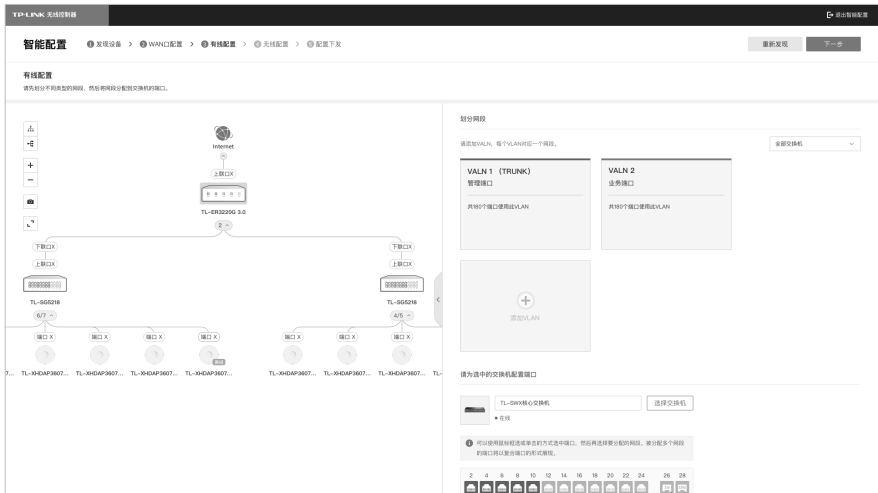 TP-LINK 无线控制器
退出智能配置
智能配置 1 发现设备 > 2 WAN口配置 > 3 有线配置 > 4 无线配置 > 5 配置下发
重新发现 下一步
有线配置
请先划分不同类型的网段，然后将网段分配到交换机的端口。
Internet
上联口X
TL-ER3220G 3.0
2
下联口X 下联口X
上联口X 上联口X
TL-SG5218 TL-SG5218
6/7 4/5
端口 X 端口 X 端口 X 端口 X 端口 X 端口 X 端口 X
7... TL-XHDAP3607... TL-XHDAP3607... TL-XHDAP3607... TL-XHDAP3607... TL-XHDAP3607... TL-XHDAP3607... TL-XHDAP3607... TL-
划分网段
请添加VALN，每个VLAN对应一个网段。
全部交换机
VALN 1 （TRUNK） VALN 2
管理端口 业务端口
共180个端口使用此VLAN 共180个端口使用此VLAN
添加VLAN
请为选中的交换机配置端口
TL-SWX核心交换机 选择交换机
在线
可以使用鼠标框选或单击的方式选中端口，然后再选择要分配的网段。被分配多个网段
的端口将以复合端口的形式展现。
2 4 6 8 10 12 14 16 18 20 22 24 26 28